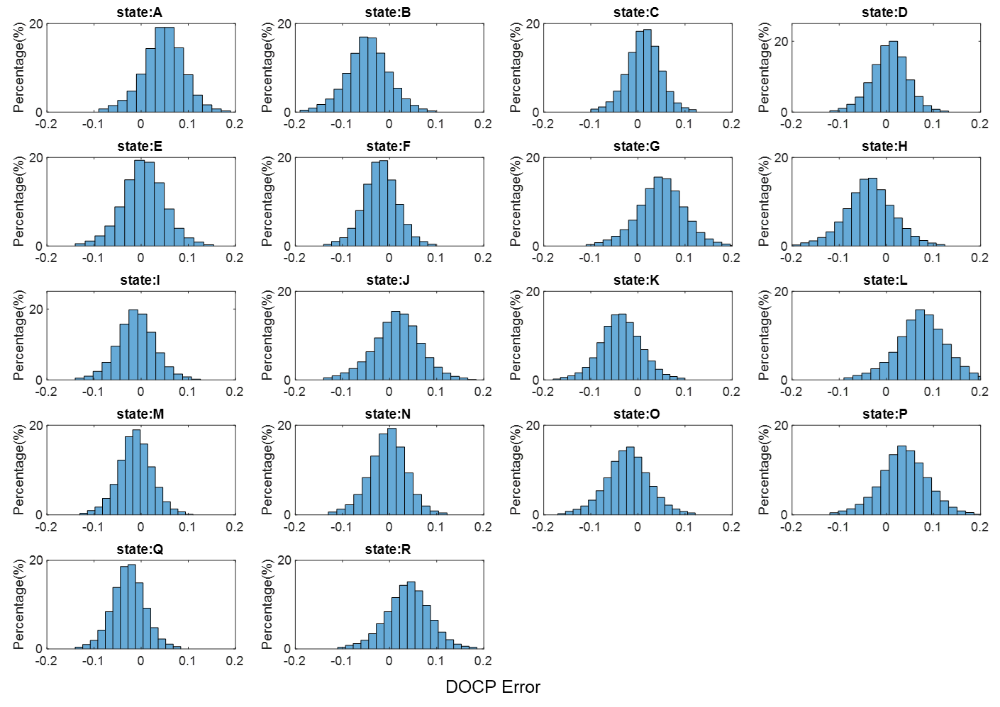 state:A
state:B
state:C
state:D
Percentage(%)
20
0
-0.2 -0.1 0 0.1 0.2
Percentage(%)
20
0
-0.2 -0.1 0 0.1 0.2
Percentage(%)
20
0
-0.2 -0.1 0 0.1 0.2
Percentage(%)
20
0
-0.2 -0.1 0 0.1 0.2
state:E
state:F
state:G
state:H
Percentage(%)
20
0
-0.2 -0.1 0 0.1 0.2
Percentage(%)
20
0
-0.2 -0.1 0 0.1 0.2
Percentage(%)
20
0
-0.2 -0.1 0 0.1 0.2
Percentage(%)
20
0
-0.2 -0.1 0 0.1 0.2
state:I
state:J
state:K
state:L
Percentage(%)
20
0
-0.2 -0.1 0 0.1 0.2
Percentage(%)
20
0
-0.2 -0.1 0 0.1 0.2
Percentage(%)
20
0
-0.2 -0.1 0 0.1 0.2
Percentage(%)
20
0
-0.2 -0.1 0 0.1 0.2
state:M
state:N
state:O
state:P
Percentage(%)
20
0
-0.2 -0.1 0 0.1 0.2
Percentage(%)
20
0
-0.2 -0.1 0 0.1 0.2
Percentage(%)
20
0
-0.2 -0.1 0 0.1 0.2
Percentage(%)
20
0
-0.2 -0.1 0 0.1 0.2
state:Q
state:R
Percentage(%)
20
0
-0.2 -0.1 0 0.1 0.2
Percentage(%)
20
0
-0.2 -0.1 0 0.1 0.2
DOCP Error